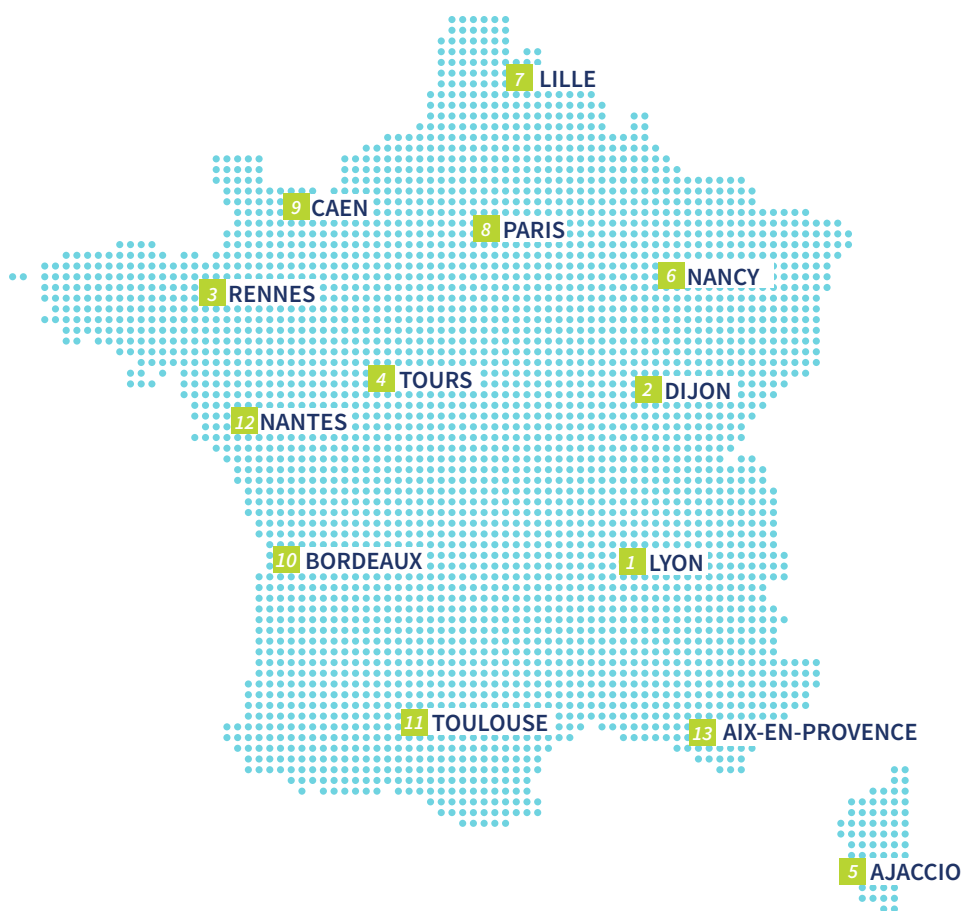 7 LILLE
9 CAEN
8 PARIS
6 NANCY
3 RENNES
4 TOURS
2 DIJON
12 NANTES
10 BORDEAUX
1 LYON
11 TOULOUSE
13 AIX-EN-PROVENCE
5 AJACCIO